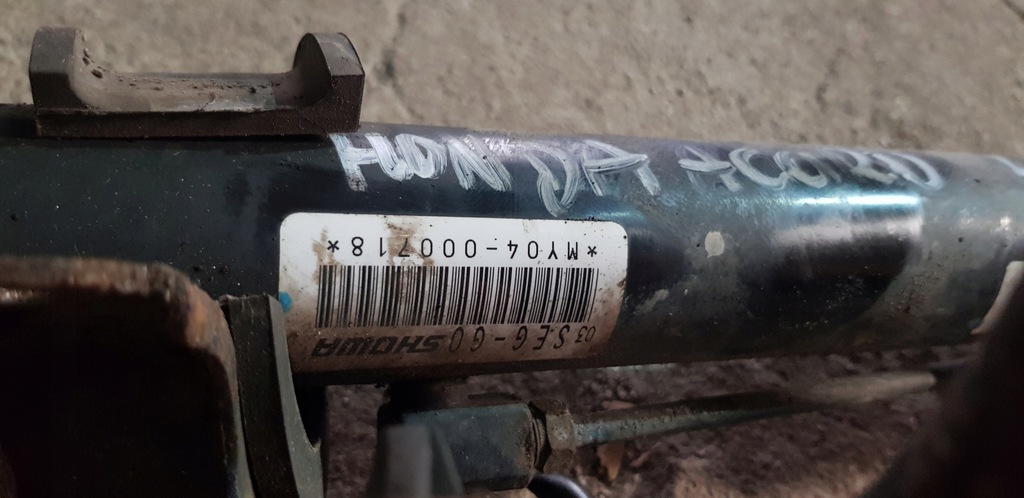 HONDA ACCORD
03 SEG-G0 SHOWA
*MY04-000718*